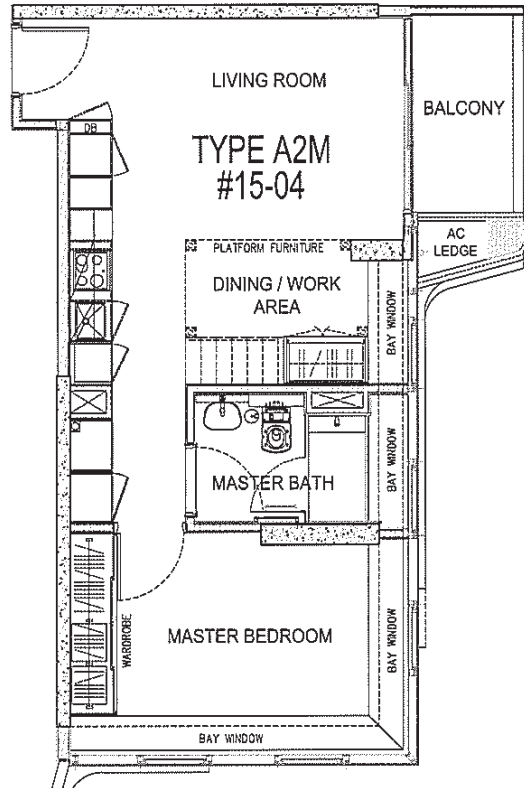 LIVING ROOM
BALCONY
DB
TYPE A2M
#15-04
AC
LEDGE
PLATFORM FURNITURE
DINING / WORK
AREA
BAY WINDOW
MASTER BATH
BAY WINDOW
WARDROBE
MASTER BEDROOM
BAY WINDOW
BAY WINDOW